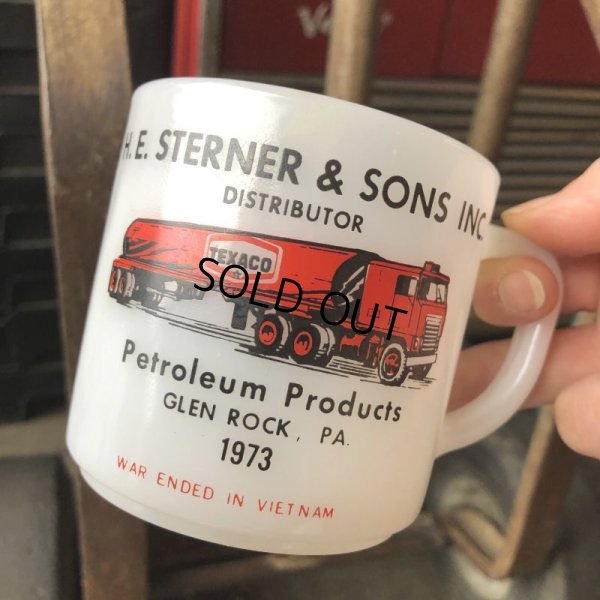 H. E. STERNER & SONS INC.
DISTRIBUTOR
TEXACO
SOLD OUT
Petroleum Products
GLEN ROCK, PA.
1973
WAR ENDED IN VIETNAM